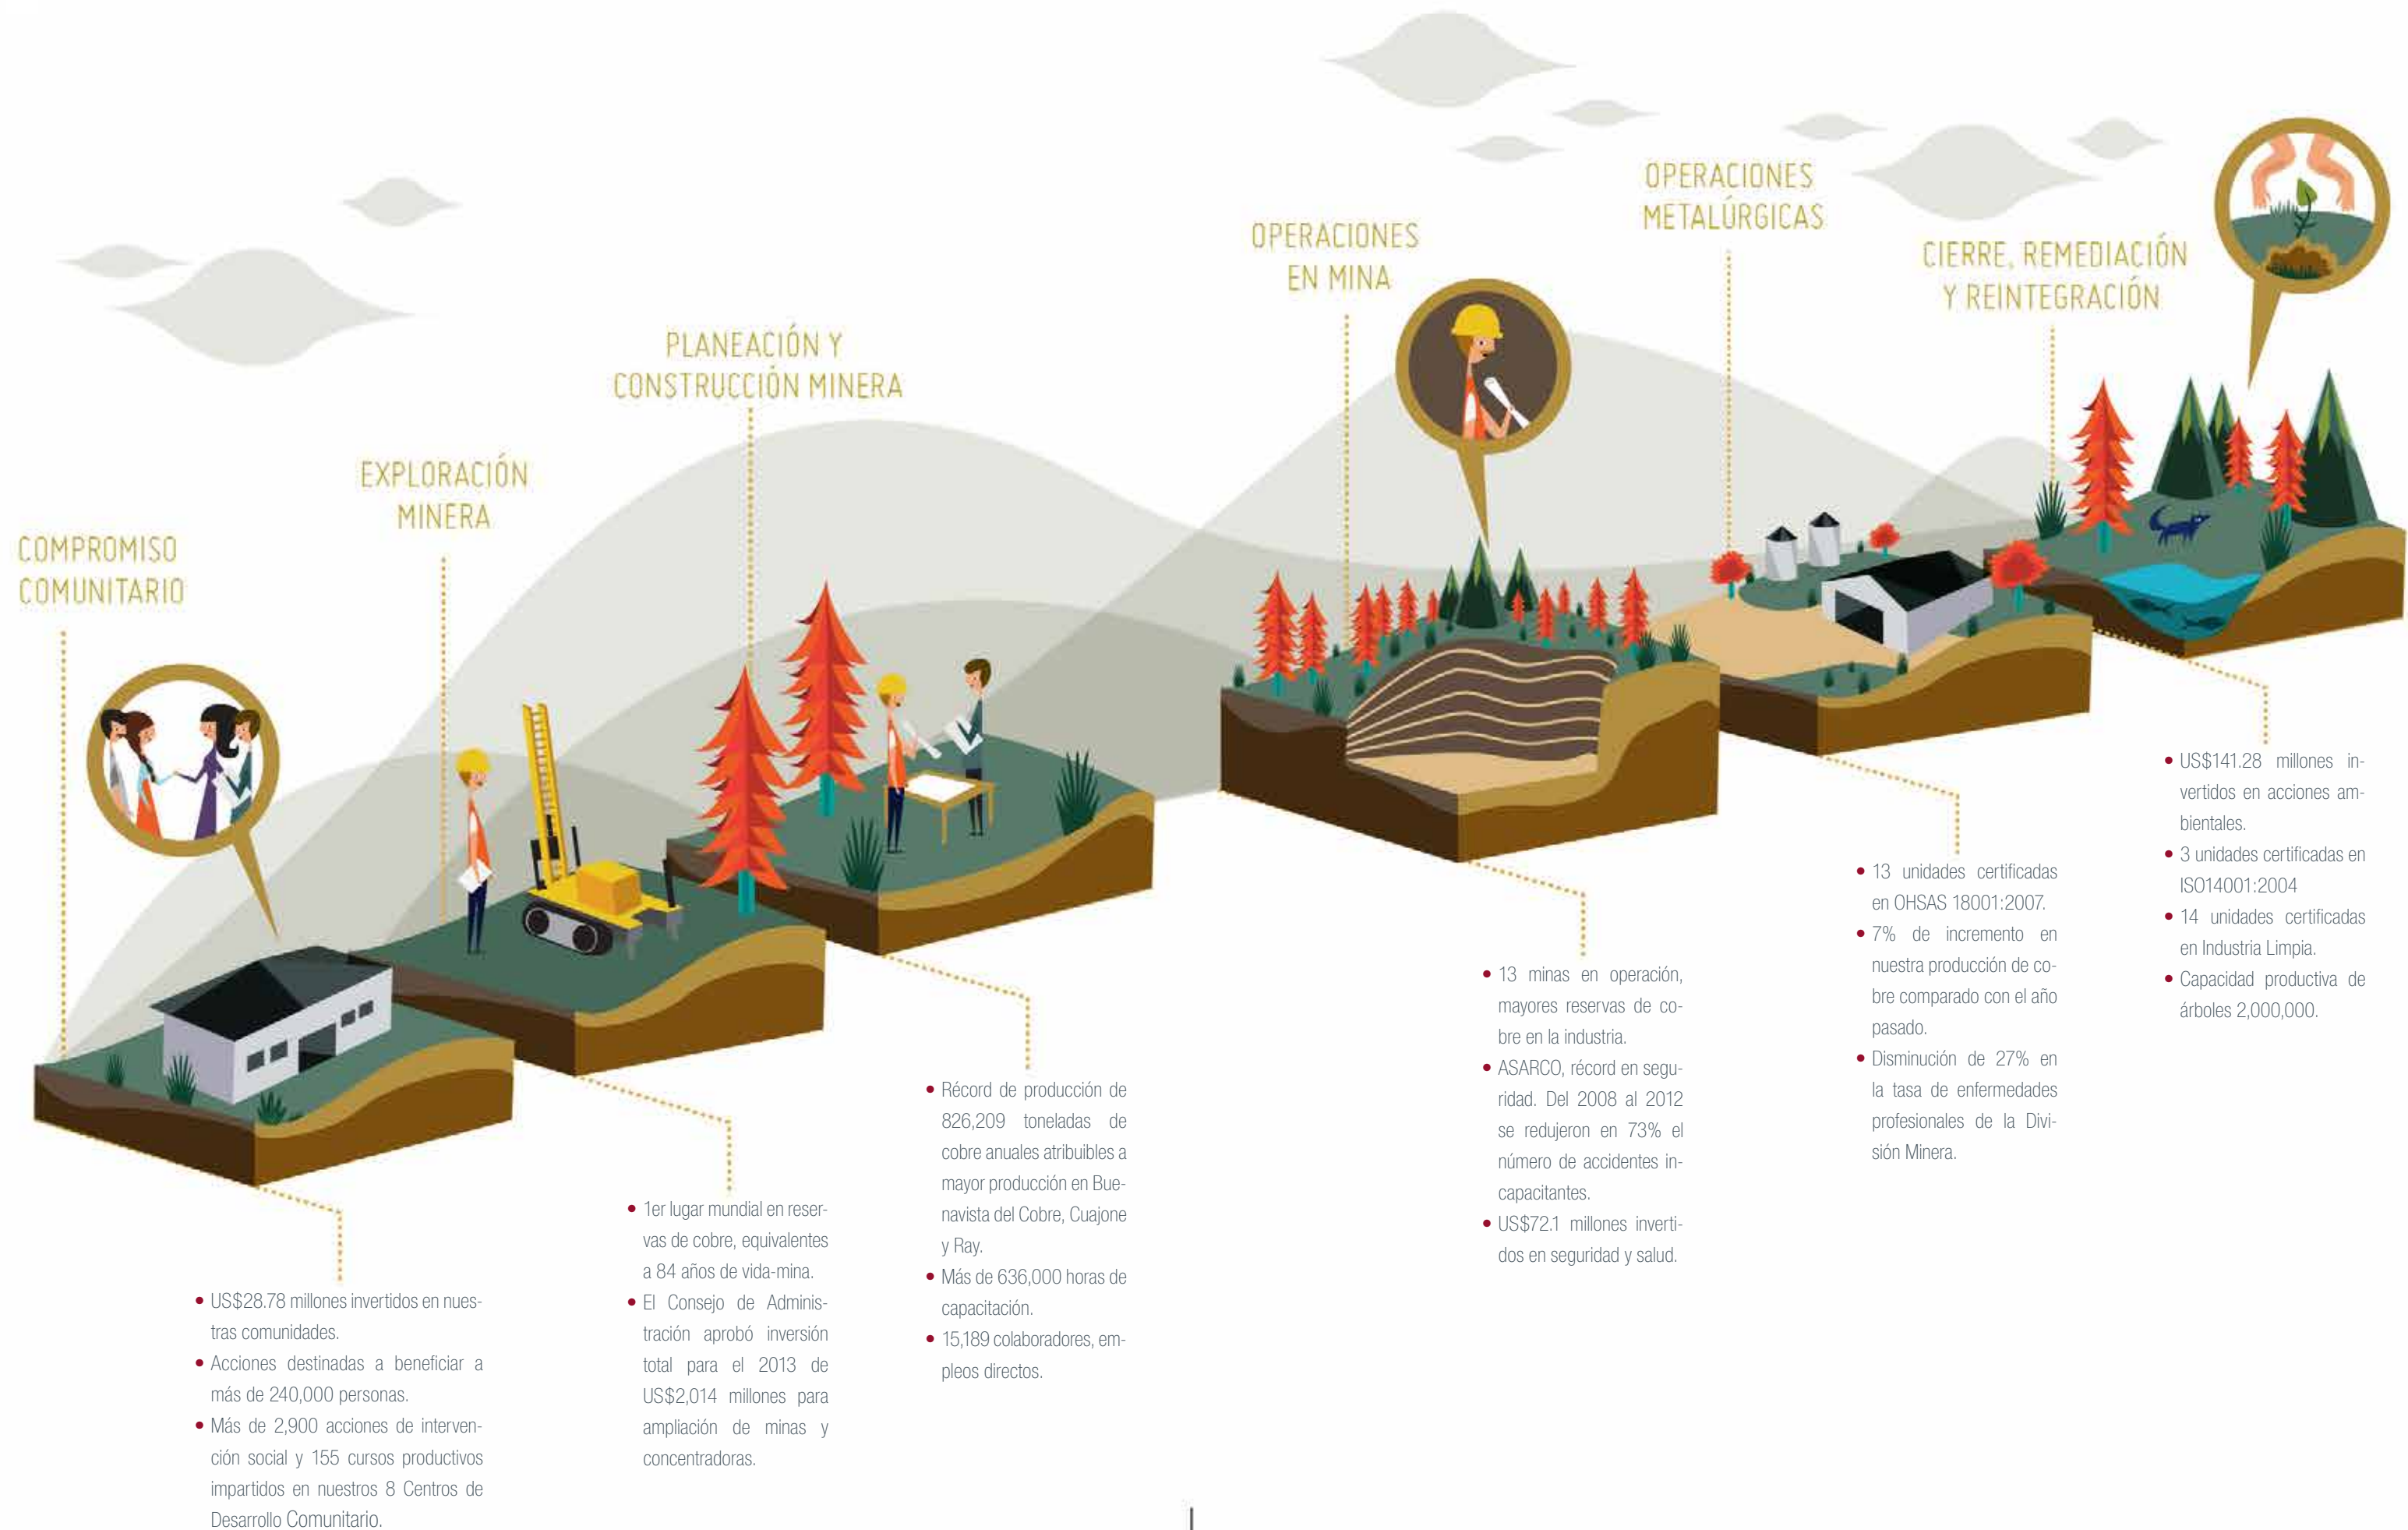 COMPROMISO
COMUNITARIO
EXPLORACIÓN
MINERA
PLANEACIÓN Y
CONSTRUCCIÓN MINERA
OPERACIONES
EN MINA
OPERACIONES
METALÚRGICAS
CIERRE, REMEDIACIÓN
Y REINTEGRACIÓN
• US$28.78 millones invertidos en nues-
tras comunidades.
• Acciones destinadas a beneficiar a
más de 240,000 personas.
• Más de 2,900 acciones de interven-
ción social y 155 cursos productivos
impartidos en nuestros 8 Centros de
Desarrollo Comunitario.
• 1er lugar mundial en reser-
vas de cobre, equivalentes
a 84 años de vida-mina.
• El Consejo de Adminis-
tración aprobó inversión
total para el 2013 de
US$2,014 millones para
ampliación de minas y
concentradoras.
• Récord de producción de
826,209 toneladas de
cobre anuales atribuibles a
mayor producción en Bue-
navista del Cobre, Cuajone
y Ray.
• Más de 636,000 horas de
capacitación.
• 15,189 colaboradores, em-
pleos directos.
• 13 minas en operación,
mayores reservas de co-
bre en la industria.
• ASARCO, récord en segu-
ridad. Del 2008 al 2012
se redujeron en 73% el
número de accidentes in-
capacitantes.
• US$72.1 millones inverti-
dos en seguridad y salud.
• 13 unidades certificadas
en OHSAS 18001:2007.
• 7% de incremento en
nuestra producción de co-
bre comparado con el año
pasado.
• Disminución de 27% en
la tasa de enfermedades
profesionales de la Divi-
sión Minera.
• US$141.28 millones in-
vertidos en acciones am-
bientales.
• 3 unidades certificadas en
ISO14001:2004
• 14 unidades certificadas
en Industria Limpia.
• Capacidad productiva de
árboles 2,000,000.